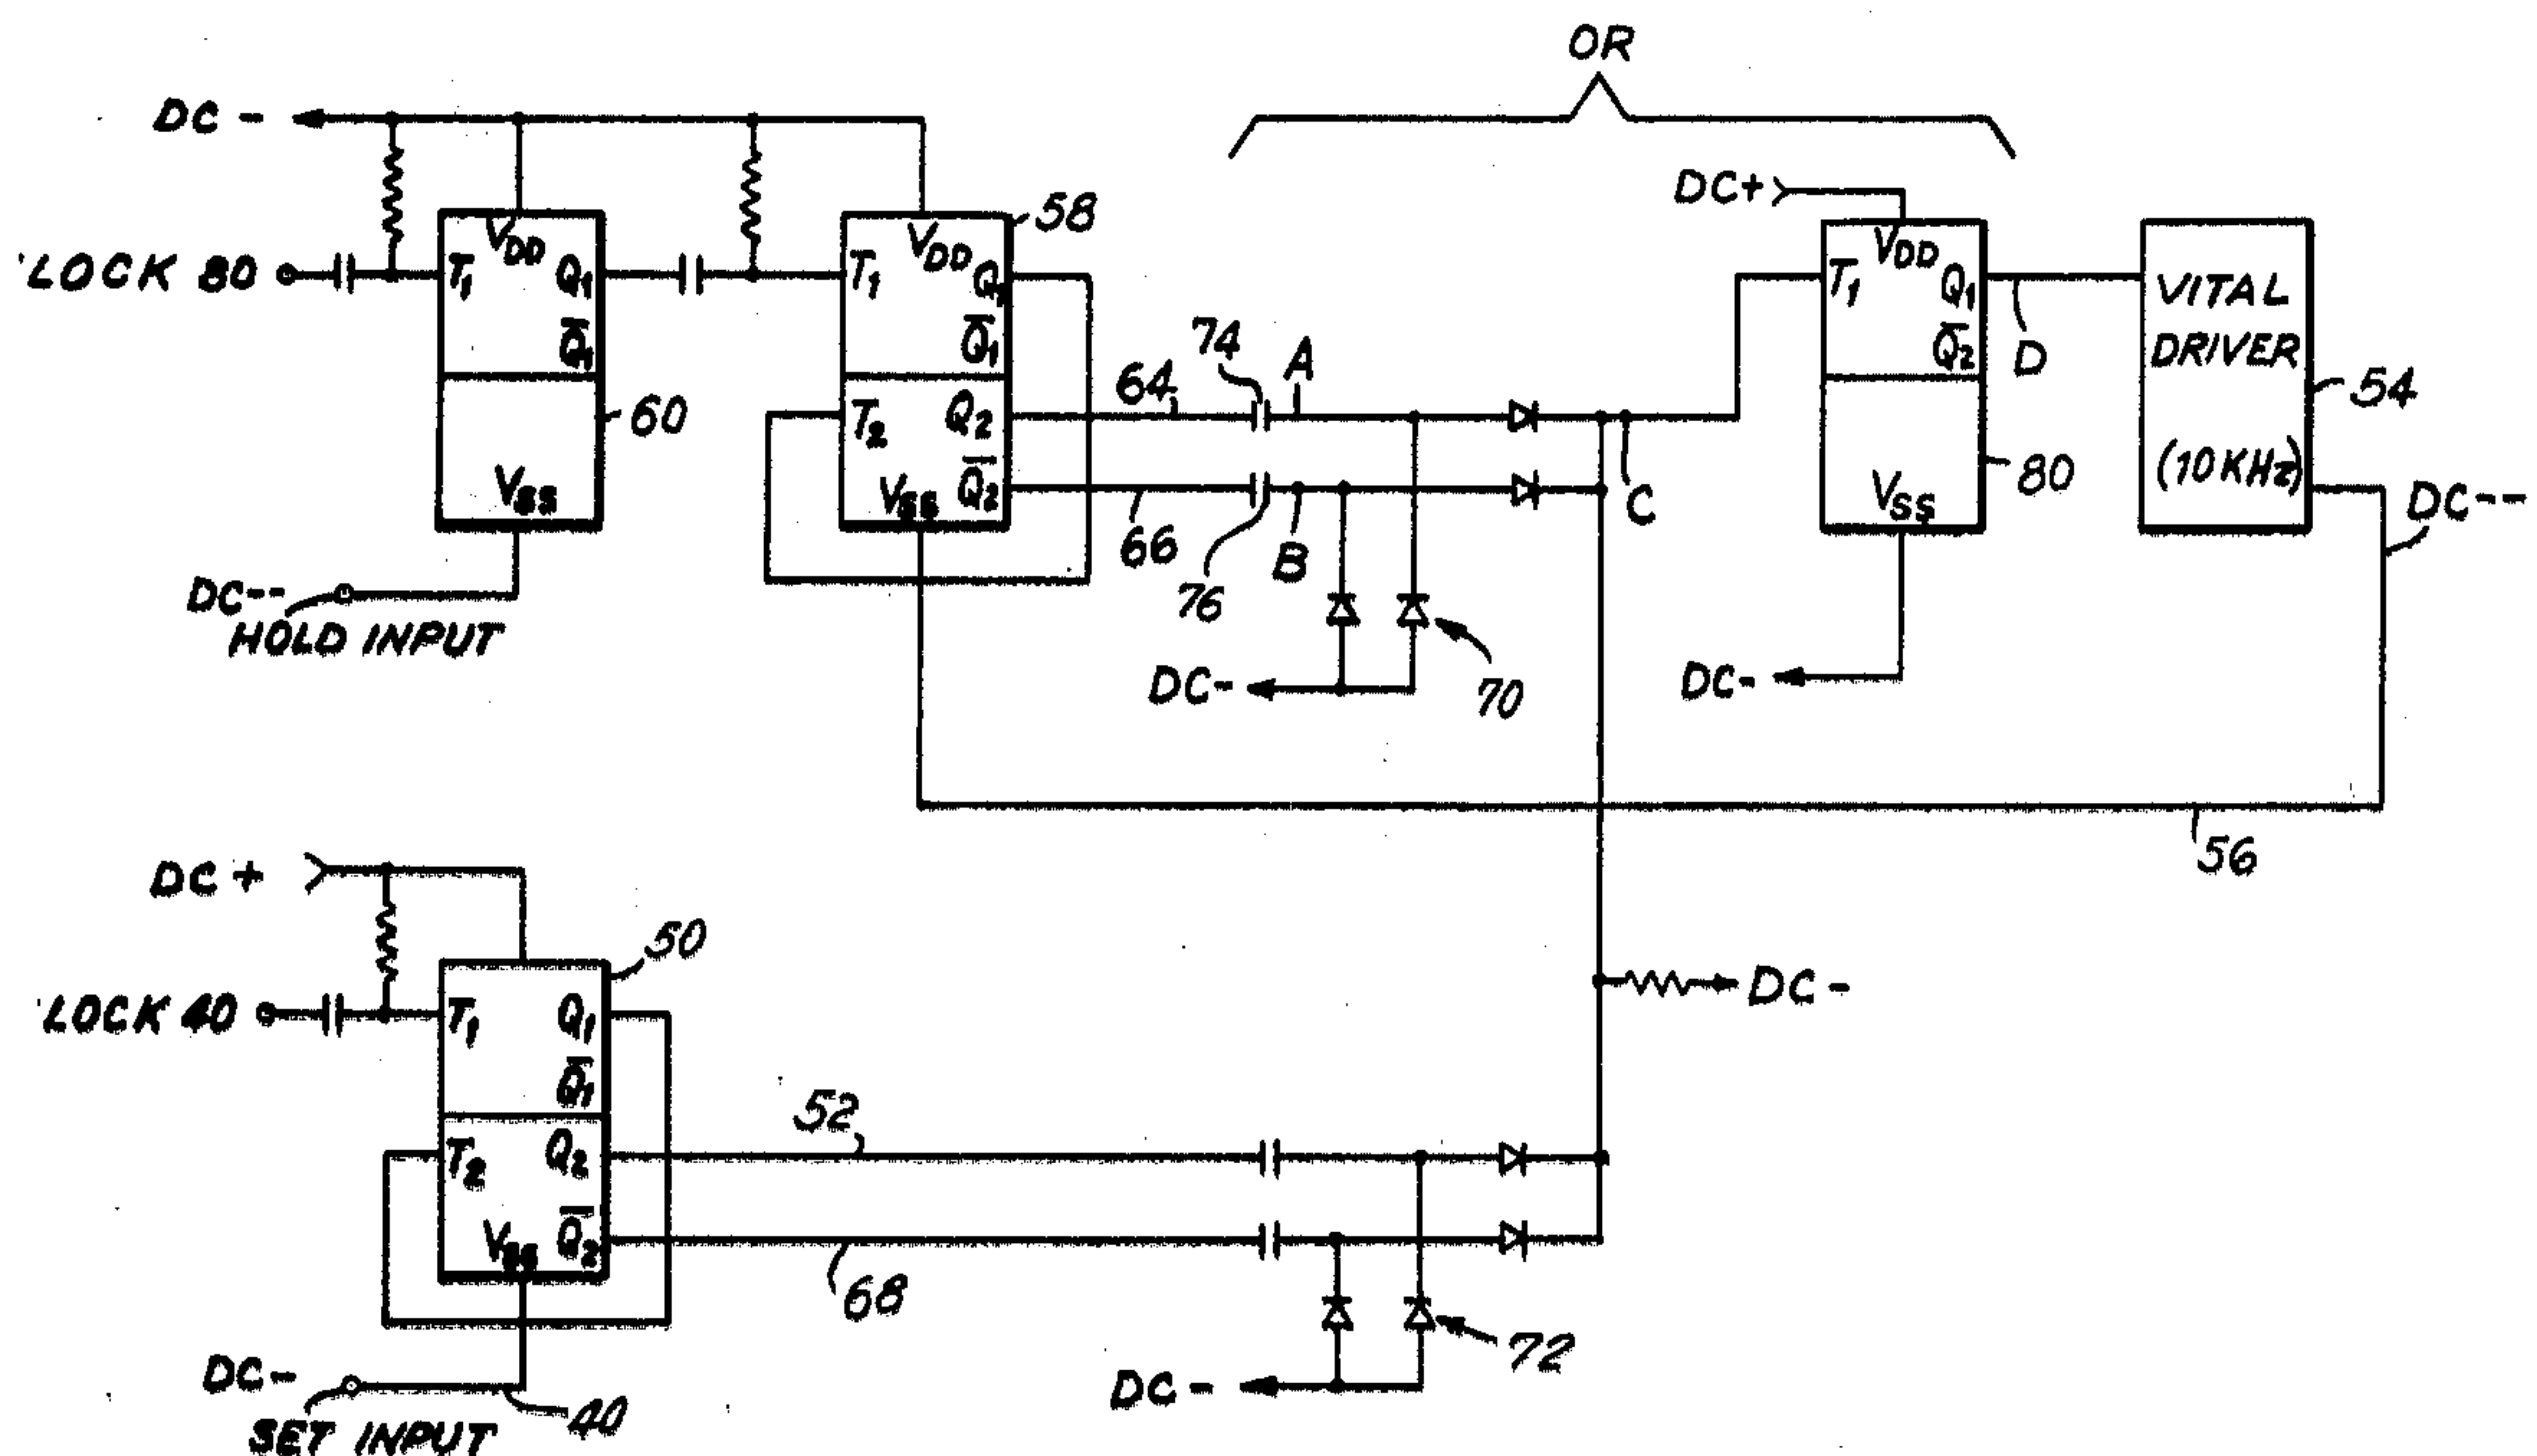 OR
DC -
DC+
'LOCK 80
T1
VDD
Q1
Q̅1
VSS
60
DC--
HOLD INPUT
58
T1
VDD
Q1
Q̅1
T2
Q2
VSS
Q̅2
64
74
A
66
76
B
DC-
70
C
T1
VDD
Q1
Q̅2
VSS
80
DC-
D
VITAL
DRIVER
(10 KHz)
54
DC--
56
DC +
'LOCK 40
50
T1
Q1
Q̅1
T2
Q2
VSS
Q̅2
52
68
DC -
DC -
72
DC-
SET INPUT
40